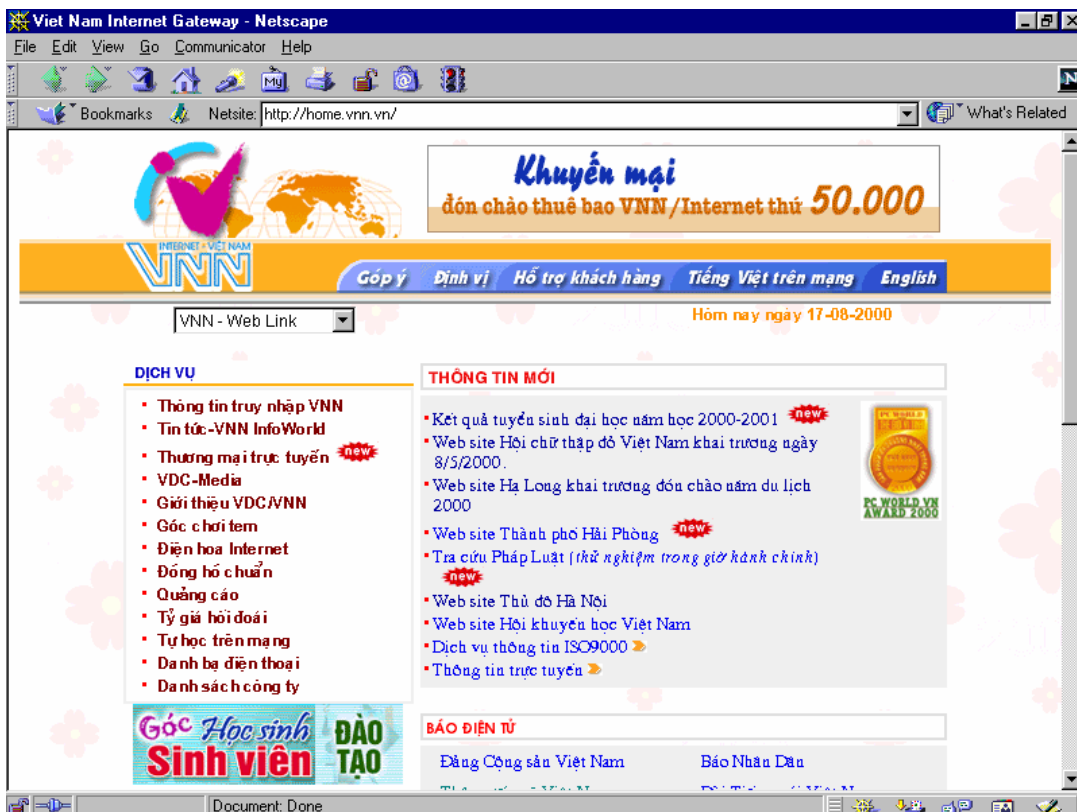 Viet Nam Internet Gateway - Netscape
File Edit View Go Communicator Help
My
N
Bookmarks Netsite: http://home.vnn.vn/ What's Related
Khuyến mại
đón chào thuê bao VNN/Internet thứ 50.000
INTERNET - VIỆT NAM
VNN
Góp ý Định vị Hỗ trợ khách hàng Tiếng Việt trên mạng English
VNN - Web Link
Hôm nay ngày 17-08-2000
DỊCH VỤ
Thông tin truy nhập VNN
Tin tức-VNN InfoWorld
Thương mại trực tuyến new
VDC-Media
Giới thiệu VDC/VNN
Góc chơi tem
Điện hoa Internet
Đồng hồ chuẩn
Quảng cáo
Tỷ giá hối đoái
Tự học trên mạng
Danh bạ điện thoại
Danh sách công ty
Góc Học sinh
Sinh viên
ĐÀO
TẠO
THÔNG TIN MỚI
Kết quả tuyển sinh đại học năm học 2000-2001 new
Web site Hội chữ thập đỏ Việt Nam khai trương ngày
8/5/2000.
Web site Hạ Long khai trương đón chào năm du lịch
2000
Web site Thành phố Hải Phòng new
Tra cứu Pháp Luật (thử nghiệm trong giờ hành chính)
new
Web site Thủ đô Hà Nội
Web site Hội khuyến học Việt Nam
Dịch vụ thông tin ISO9000
Thông tin trực tuyến
PC WORLD
PC WORLD VN
AWARD 2000
BÁO ĐIỆN TỬ
Đảng Cộng sản Việt Nam Báo Nhân Dân
Document: Done